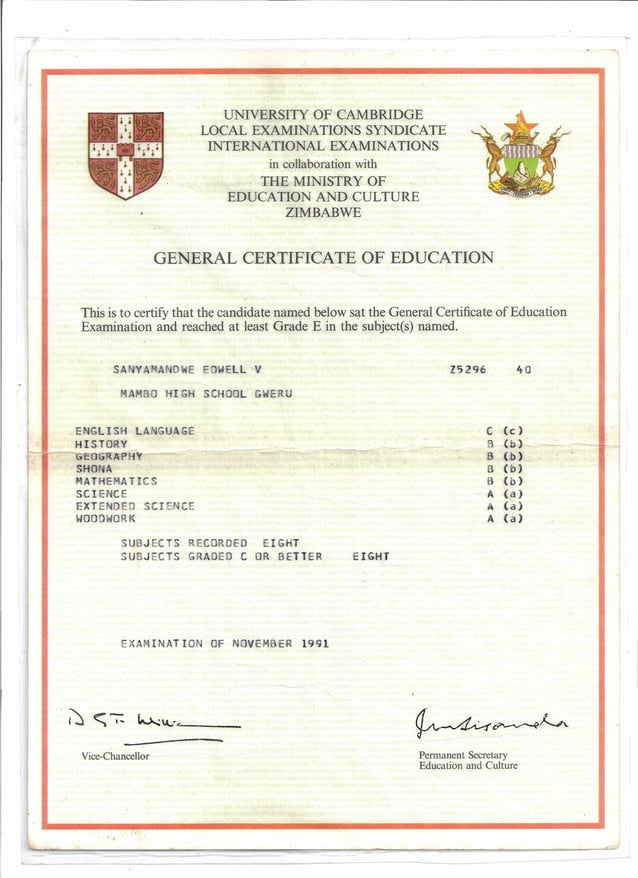 UNIVERSITY OF CAMBRIDGE
LOCAL EXAMINATIONS SYNDICATE
INTERNATIONAL EXAMINATIONS
in collaboration with
THE MINISTRY OF
EDUCATION AND CULTURE
ZIMBABWE
GENERAL CERTIFICATE OF EDUCATION
This is to certify that the candidate named below sat the General Certificate of Education
Examination and reached at least Grade E in the subject(s) named.
SANYAMANDWE EDWELL V Z5296 40
MAMBO HIGH SCHOOL GWERU
ENGLISH LANGUAGE C (c)
HISTORY B (b)
GEOGRAPHY B (b)
SHONA B (b)
MATHEMATICS B (b)
SCIENCE A (a)
EXTENDED SCIENCE A (a)
WOODWORK A (a)
SUBJECTS RECORDED EIGHT
SUBJECTS GRADED C OR BETTER EIGHT
EXAMINATION OF NOVEMBER 1991
Vice-Chancellor
Permanent Secretary
Education and Culture